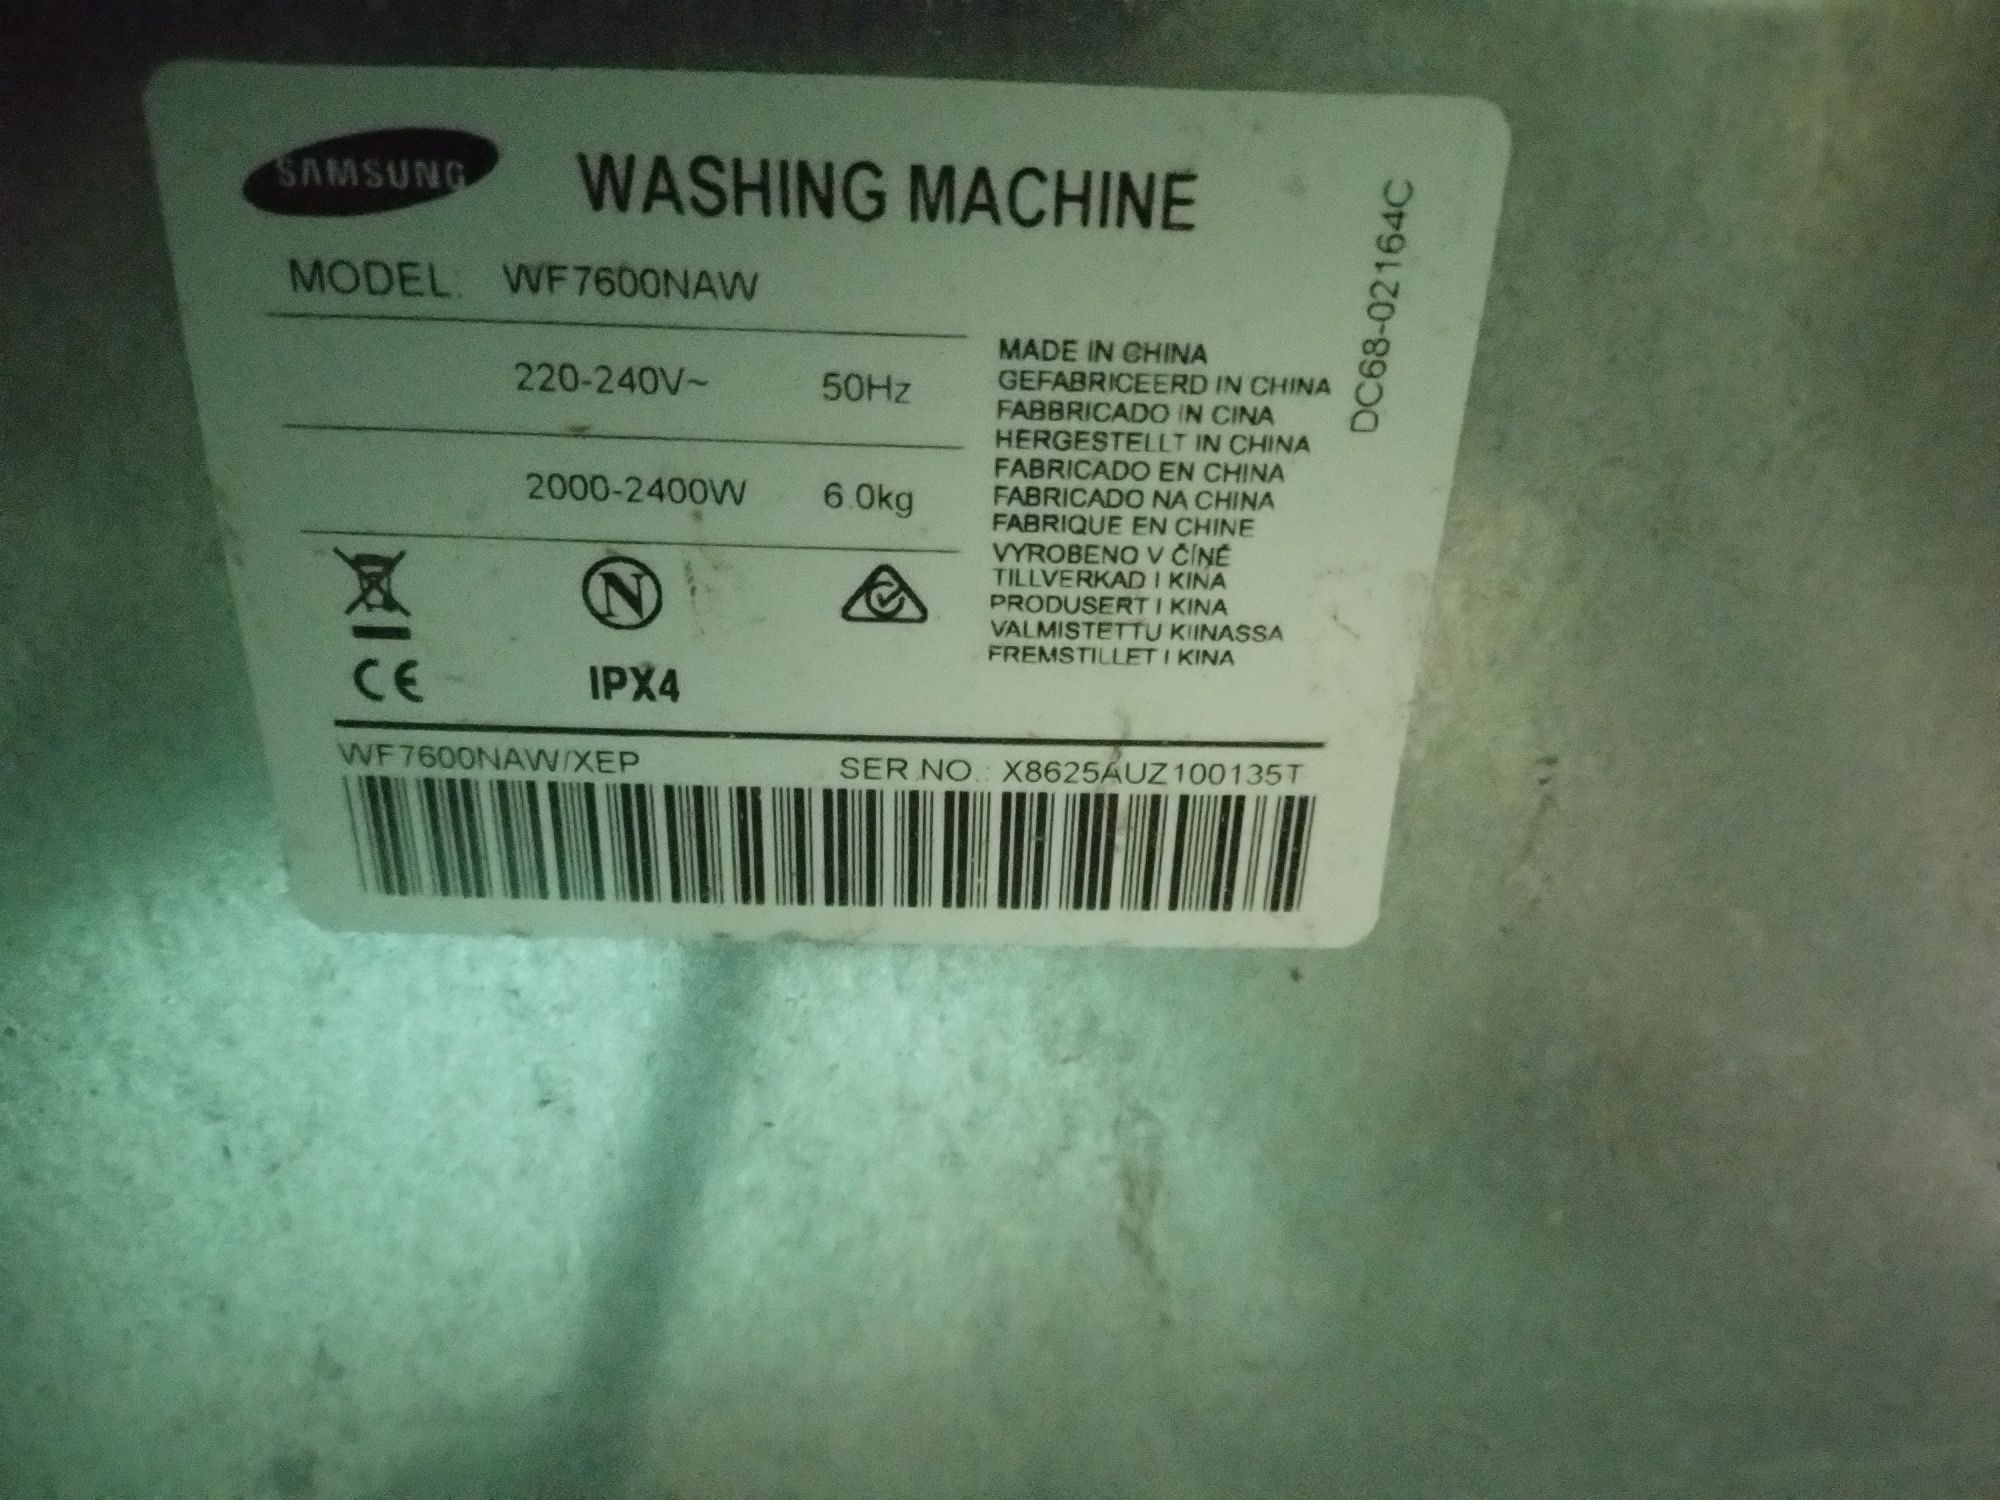 SAMSUNG WASHING MACHINE
MODEL: WF7600NAW
220-240V~ 50Hz
2000-2400W 6.0kg
MADE IN CHINA
GEFABRICEERD IN CHINA
FABBRICADO IN CINA
HERGESTELLT IN CHINA
FABRICADO EN CHINA
FABRICADO NA CHINA
FABRIQUE EN CHINE
VYROBENO V ČÍNĚ
TILLVERKAD I KINA
PRODUSERT I KINA
VALMISTETTU KIINASSA
FREMSTILLET I KINA
DC68-02164C
N
CE IPX4
WF7600NAW/XEP SER NO.: X8625AUZ100135T